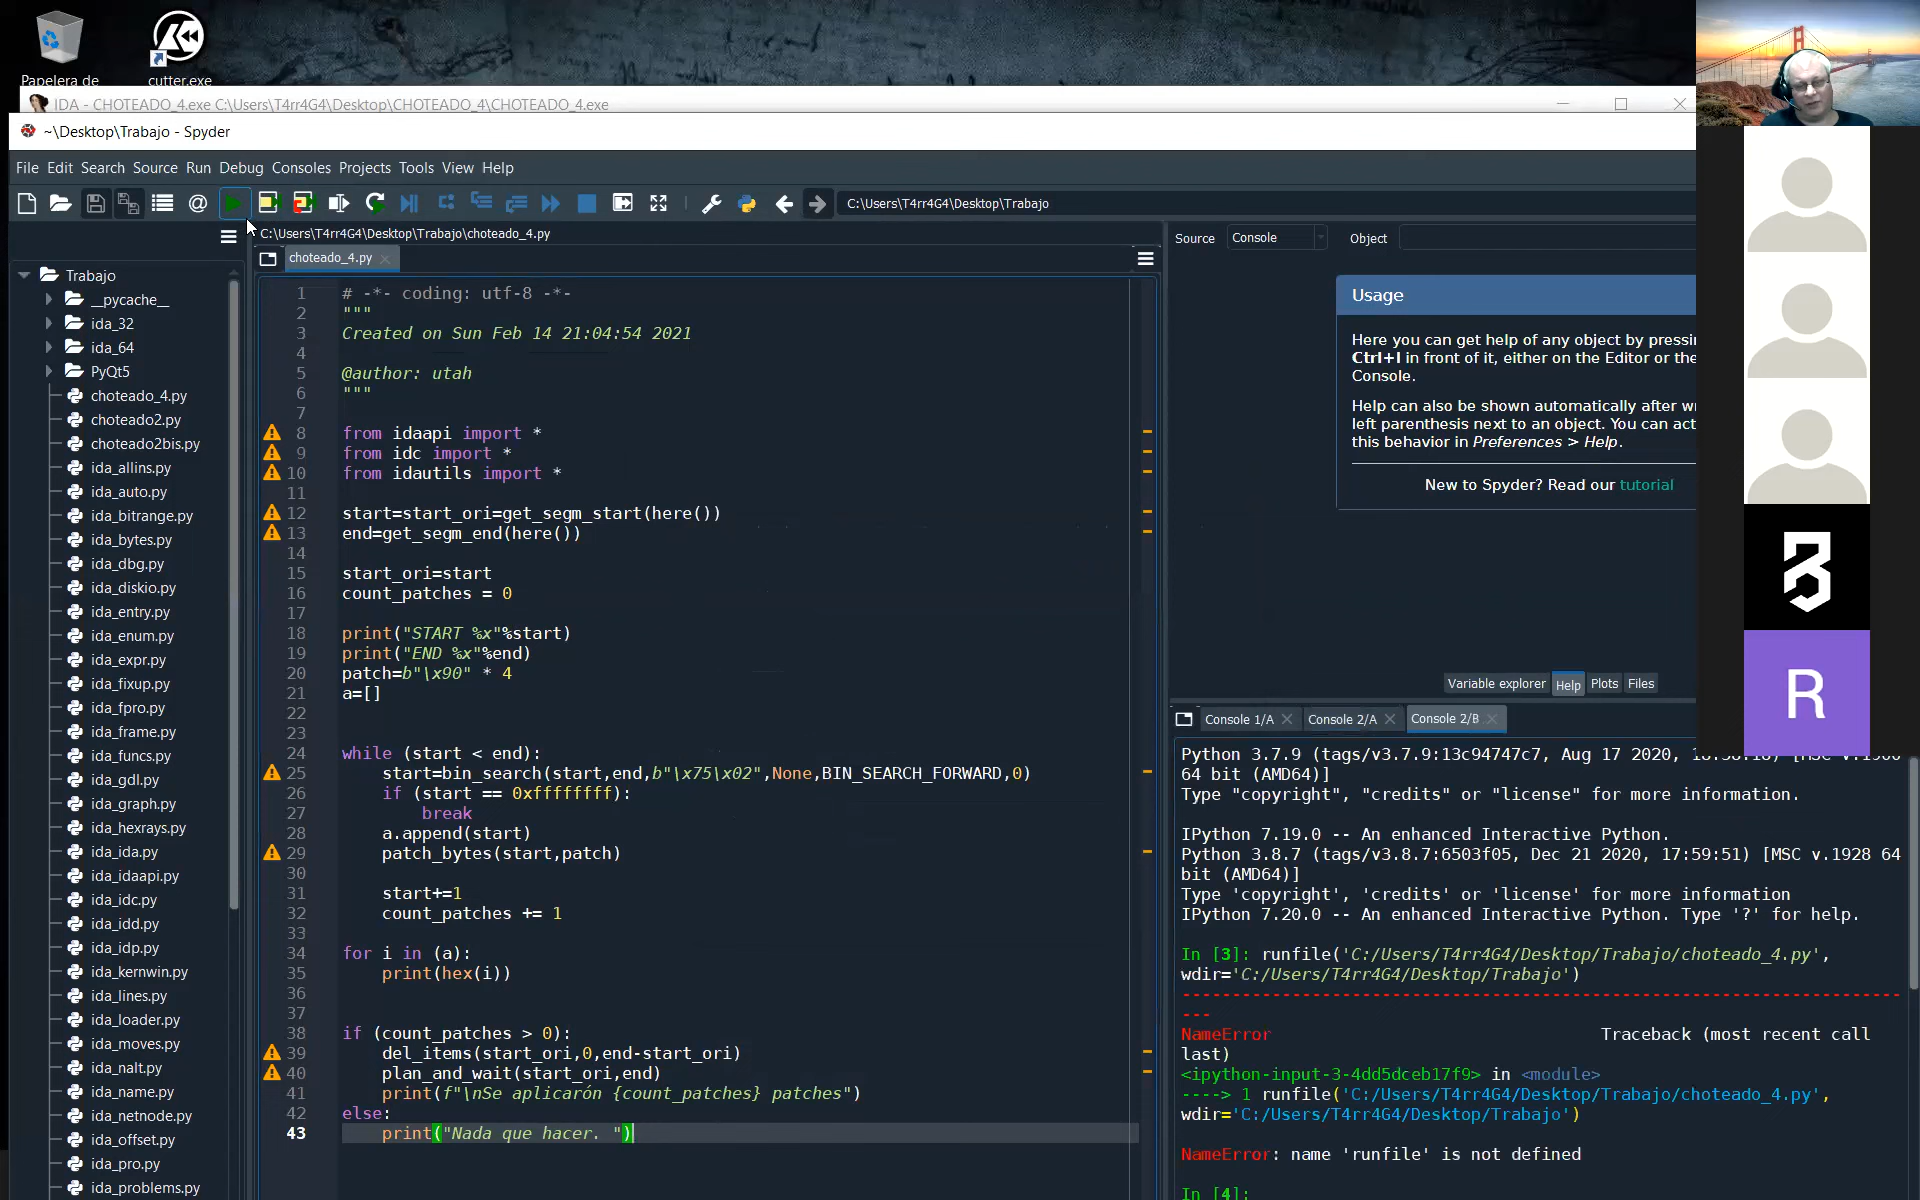 Papelera de
cutter.exe
IDA - CHOTEADO_4.exe C:\Users\T4rr4G4\Desktop\CHOTEADO_4\CHOTEADO_4.exe
~\Desktop\Trabajo - Spyder
File Edit Search Source Run Debug Consoles Projects Tools View Help
C:\Users\T4rr4G4\Desktop\Trabajo
C:\Users\T4rr4G4\Desktop\Trabajo\choteado_4.py
choteado_4.py
Trabajo
__pycache__
ida_32
ida_64
PyQt5
choteado_4.py
choteado2.py
choteado2bis.py
ida_allins.py
ida_auto.py
ida_bitrange.py
ida_bytes.py
ida_dbg.py
ida_diskio.py
ida_entry.py
ida_enum.py
ida_expr.py
ida_fixup.py
ida_fpro.py
ida_frame.py
ida_funcs.py
ida_gdl.py
ida_graph.py
ida_hexrays.py
ida_ida.py
ida_idaapi.py
ida_idc.py
ida_idd.py
ida_idp.py
ida_kernwin.py
ida_lines.py
ida_loader.py
ida_moves.py
ida_nalt.py
ida_name.py
ida_netnode.py
ida_offset.py
ida_pro.py
ida_problems.py
1 # -*- coding: utf-8 -*-
2 """
3 Created on Sun Feb 14 21:04:54 2021
4
5 @author: utah
6 """
7
8 from idaapi import *
9 from idc import *
10 from idautils import *
11
12 start=start_ori=get_segm_start(here())
13 end=get_segm_end(here())
14
15 start_ori=start
16 count_patches = 0
17
18 print("START %x"%start)
19 print("END %x"%end)
20 patch=b"\x90" * 4
21 a=[]
22
23
24 while (start < end):
25 start=bin_search(start,end,b"\x75\x02",None,BIN_SEARCH_FORWARD,0)
26 if (start == 0xffffffff):
27 break
28 a.append(start)
29 patch_bytes(start,patch)
30
31 start+=1
32 count_patches += 1
33
34 for i in (a):
35 print(hex(i))
36
37
38 if (count_patches > 0):
39 del_items(start_ori,0,end-start_ori)
40 plan_and_wait(start_ori,end)
41 print(f"\nSe aplicarón {count_patches} patches")
42 else:
43 print("Nada que hacer. ")
Source Console Object
Usage
Here you can get help of any object by pressin
Ctrl+I in front of it, either on the Editor or the
Console.
Help can also be shown automatically after wr
left parenthesis next to an object. You can act
this behavior in Preferences > Help.
New to Spyder? Read our tutorial
Variable explorer Help Plots Files
Console 1/A Console 2/A Console 2/B
Python 3.7.9 (tags/v3.7.9:13c94747c7, Aug 17 2020,
64 bit (AMD64)]
Type "copyright", "credits" or "license" for more information.
IPython 7.19.0 -- An enhanced Interactive Python.
Python 3.8.7 (tags/v3.8.7:6503f05, Dec 21 2020, 17:59:51) [MSC v.1928 64
bit (AMD64)]
Type 'copyright', 'credits' or 'license' for more information
IPython 7.20.0 -- An enhanced Interactive Python. Type '?' for help.
In [3]: runfile('C:/Users/T4rr4G4/Desktop/Trabajo/choteado_4.py',
wdir='C:/Users/T4rr4G4/Desktop/Trabajo')
---------------------------------------------------------------------------
NameError Traceback (most recent call
last)
<ipython-input-3-4dd5dceb17f9> in <module>
----> 1 runfile('C:/Users/T4rr4G4/Desktop/Trabajo/choteado_4.py',
wdir='C:/Users/T4rr4G4/Desktop/Trabajo')
NameError: name 'runfile' is not defined
In [4]:
R